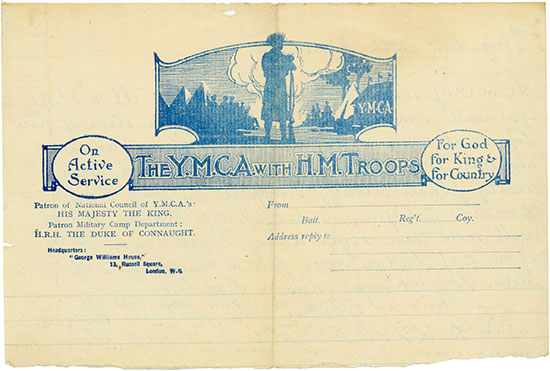 Y.M.C.A
On
Active
Service
THE Y.M.C.A. WITH H.M. TROOPS
For God
for King &
for Country
Patron of National Council of Y.M.C.A.'s:
HIS MAJESTY THE KING.
Patron Military Camp Department:
H.R.H. THE DUKE OF CONNAUGHT.
Headquarters:
"George Williams House,"
13, Russell Square,
London, W.C.
From
Batt. Reg't. Coy.
Address reply to